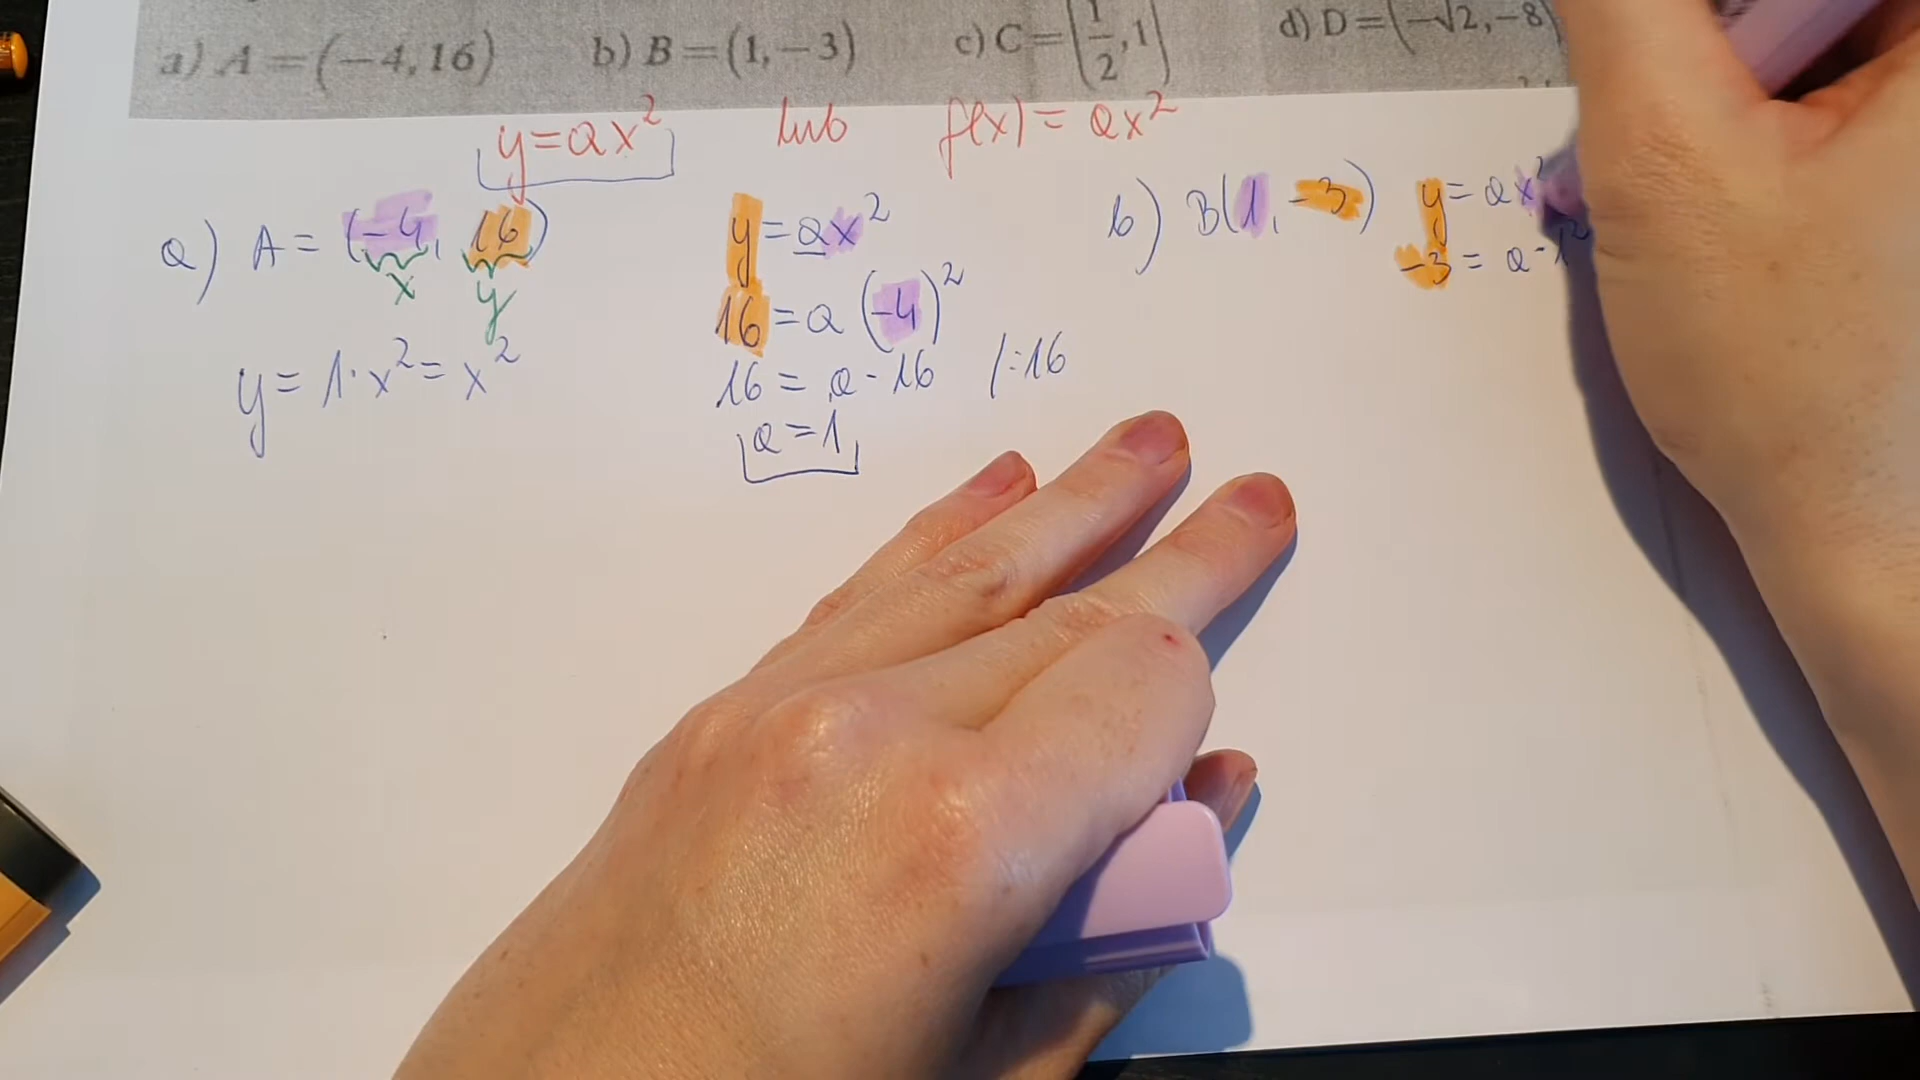 a) A=(-4,16) b) B=(1,-3) c) C=(1/2,1) d) D=(-√2,-8)
y=ax² lub f(x)= ax²
a) A= (-4, 16)
x y
y= 1·x²= x²
y=ax²
16=a (-4)²
16= a·16 /:16
a=1
b) B(1,-3) y= ax²
-3= a·1²